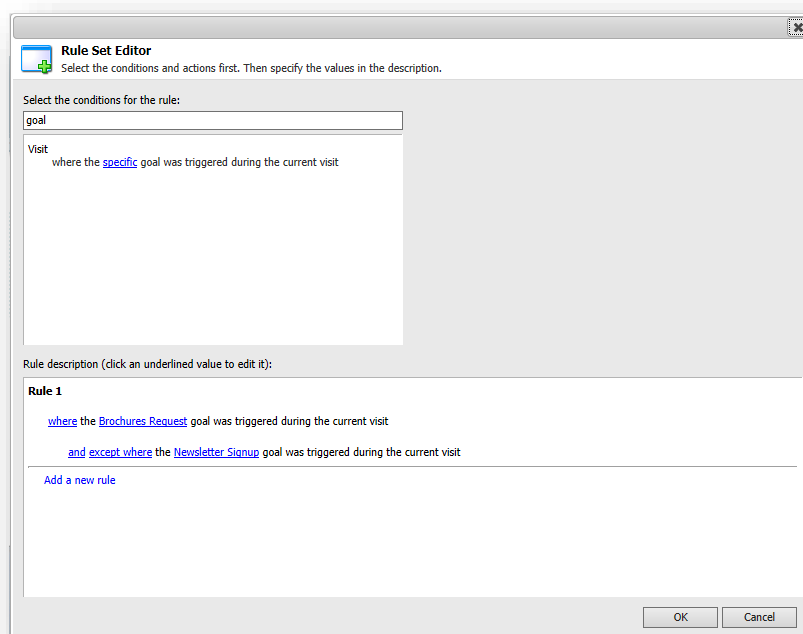 Rule Set Editor
Select the conditions and actions first. Then specify the values in the description.
Select the conditions for the rule:
goal
Visit
where the specific goal was triggered during the current visit
Rule description (click an underlined value to edit it):
Rule 1
where the Brochures Request goal was triggered during the current visit
and except where the Newsletter Signup goal was triggered during the current visit
Add a new rule
OK Cancel